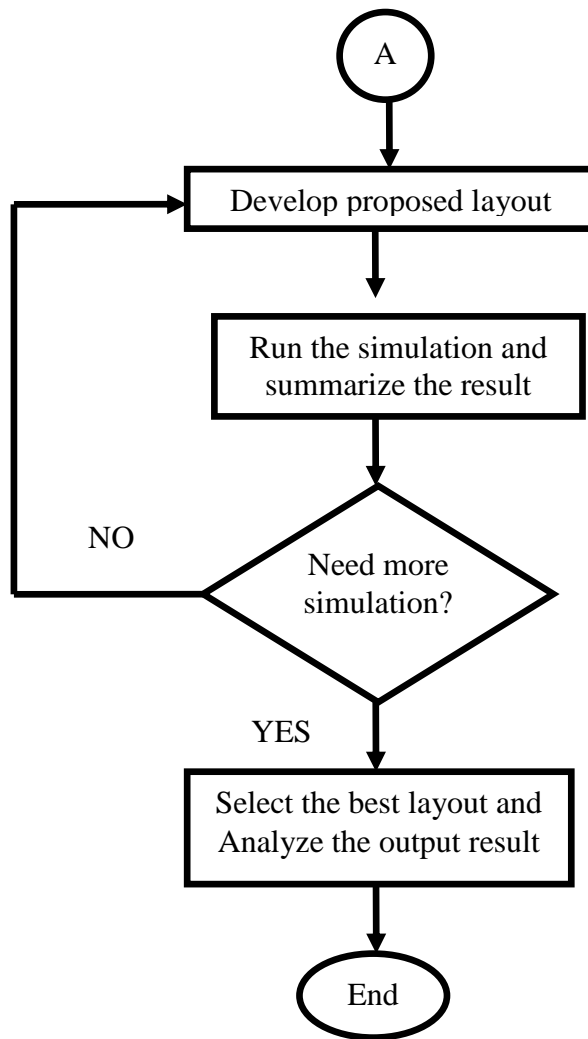 A
Develop proposed layout
Run the simulation and
summarize the result
Need more
simulation?
NO
YES
Select the best layout and
Analyze the output result
End